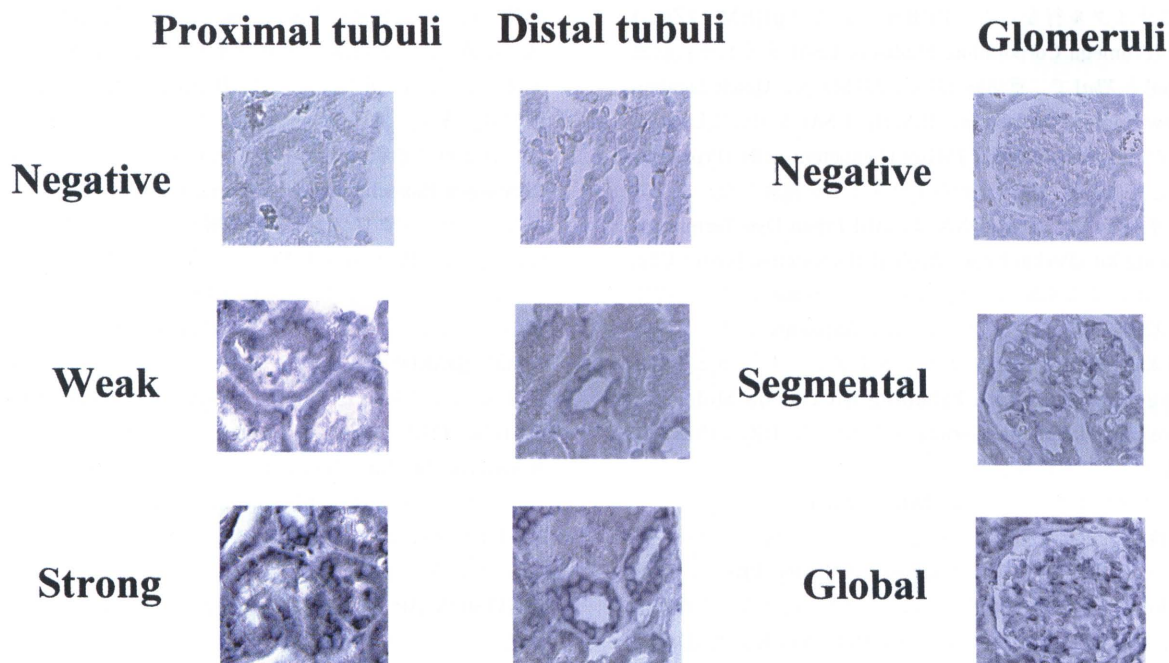 Proximal tubuli Distal tubuli Glomeruli
Negative Negative
Weak Segmental
Strong Global